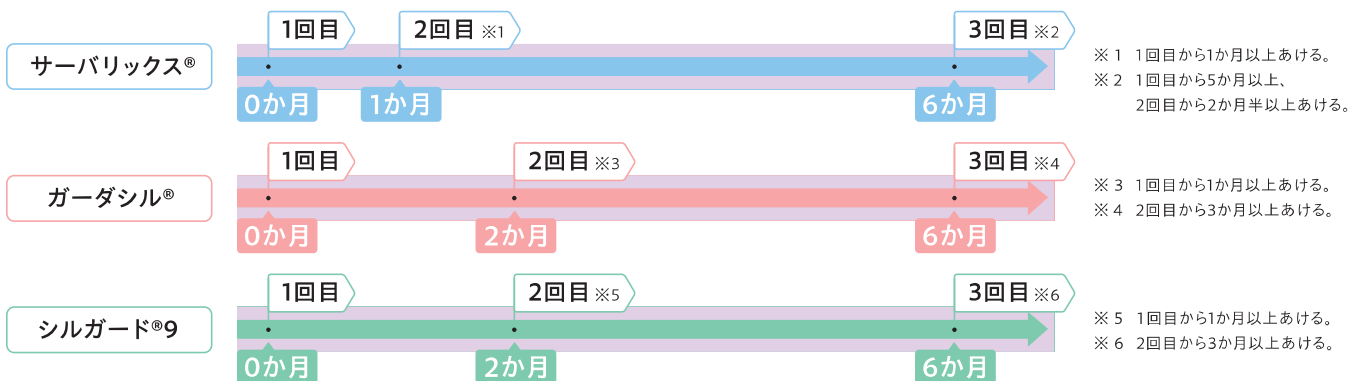 1回目
2回目 ※1
3回目 ※2
サーバリックス®
0か月
1か月
6か月
※1 1回目から1か月以上あける。
※2 1回目から5か月以上、
2回目から2か月半以上あける。
1回目
2回目 ※3
3回目 ※4
ガーダシル®
0か月
2か月
6か月
※3 1回目から1か月以上あける。
※4 2回目から3か月以上あける。
1回目
2回目 ※5
3回目 ※6
シルガード®9
0か月
2か月
6か月
※5 1回目から1か月以上あける。
※6 2回目から3か月以上あける。